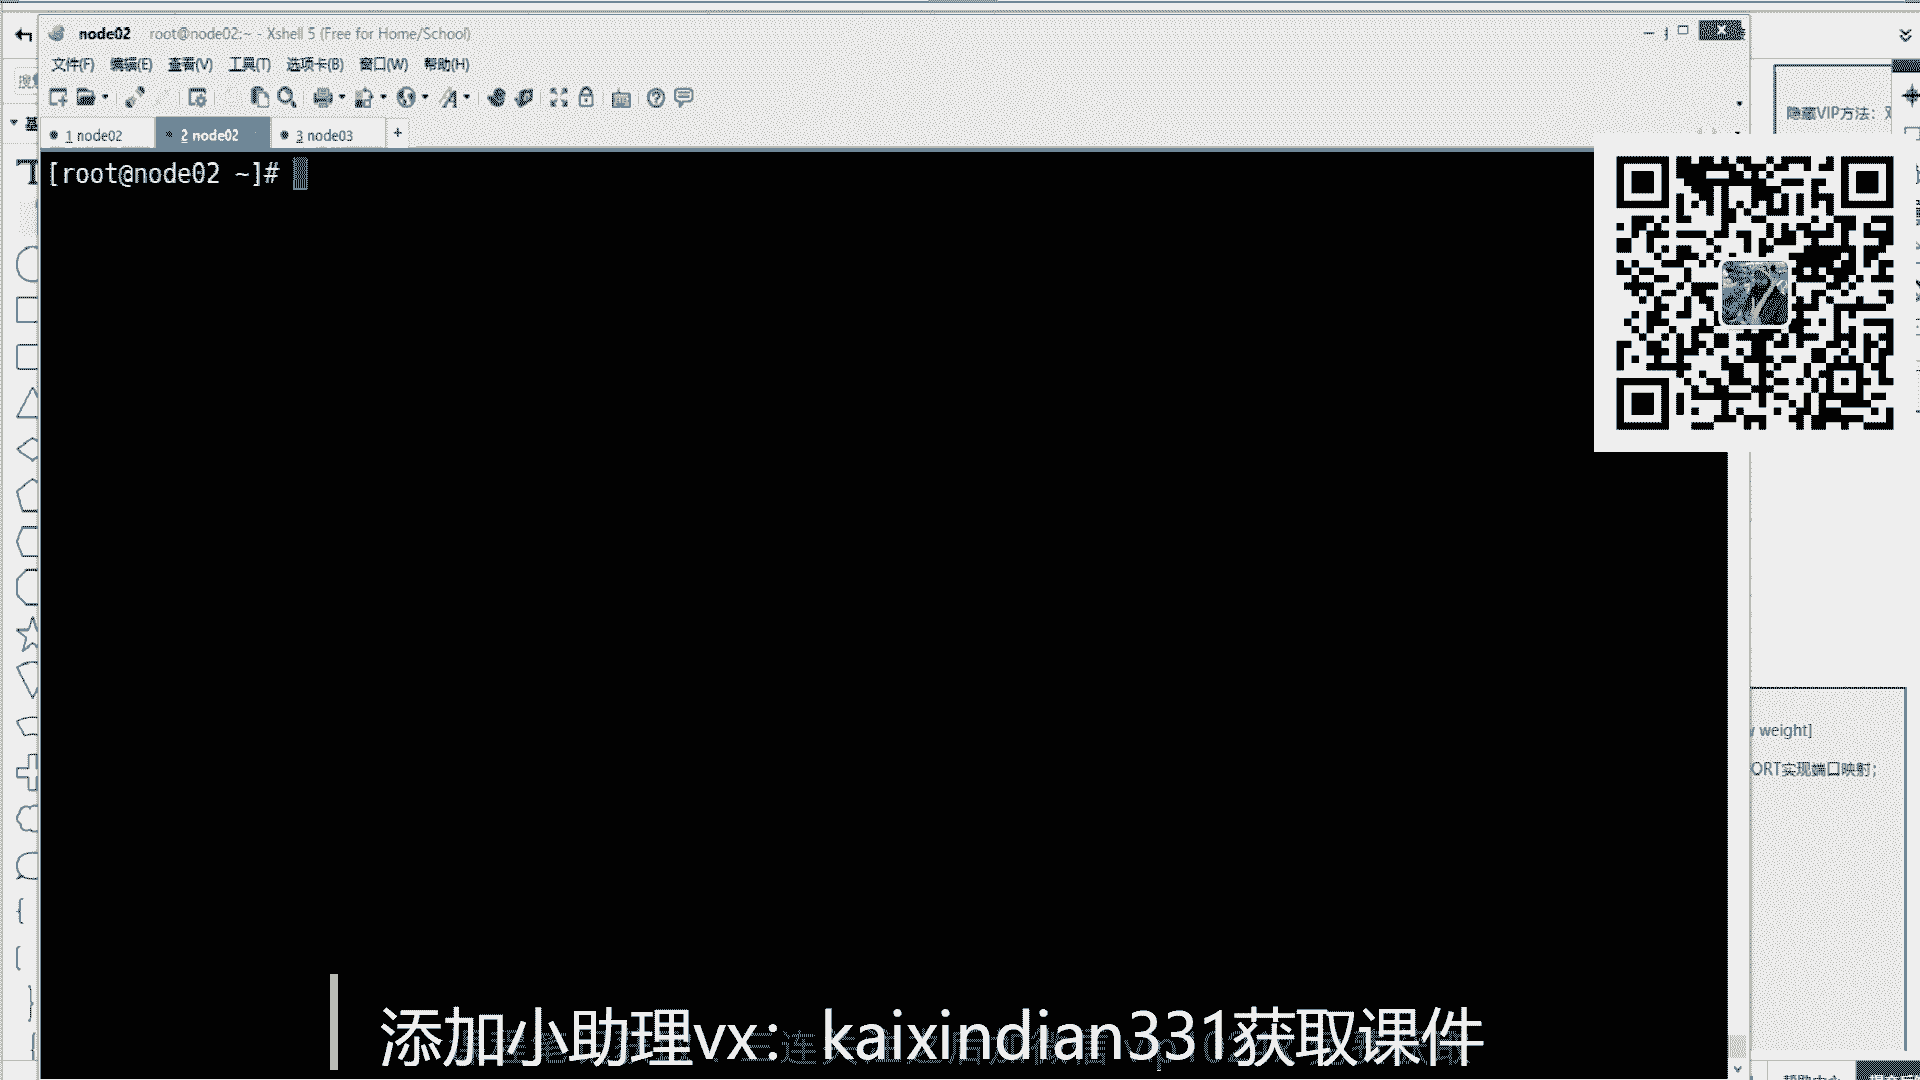 node02 root@node02:~ - Xshell 5 (Free for Home/School)
文件(F) 编辑(E) 查看(V) 工具(T) 选项卡(B) 窗口(W) 帮助(H)
隐藏VIP方法：
1 node02 2 node02 3 node03 +
[root@node02 ~]#
weight]
ORT实现端口映射；
添加小助理vx：kaixindian331获取课件